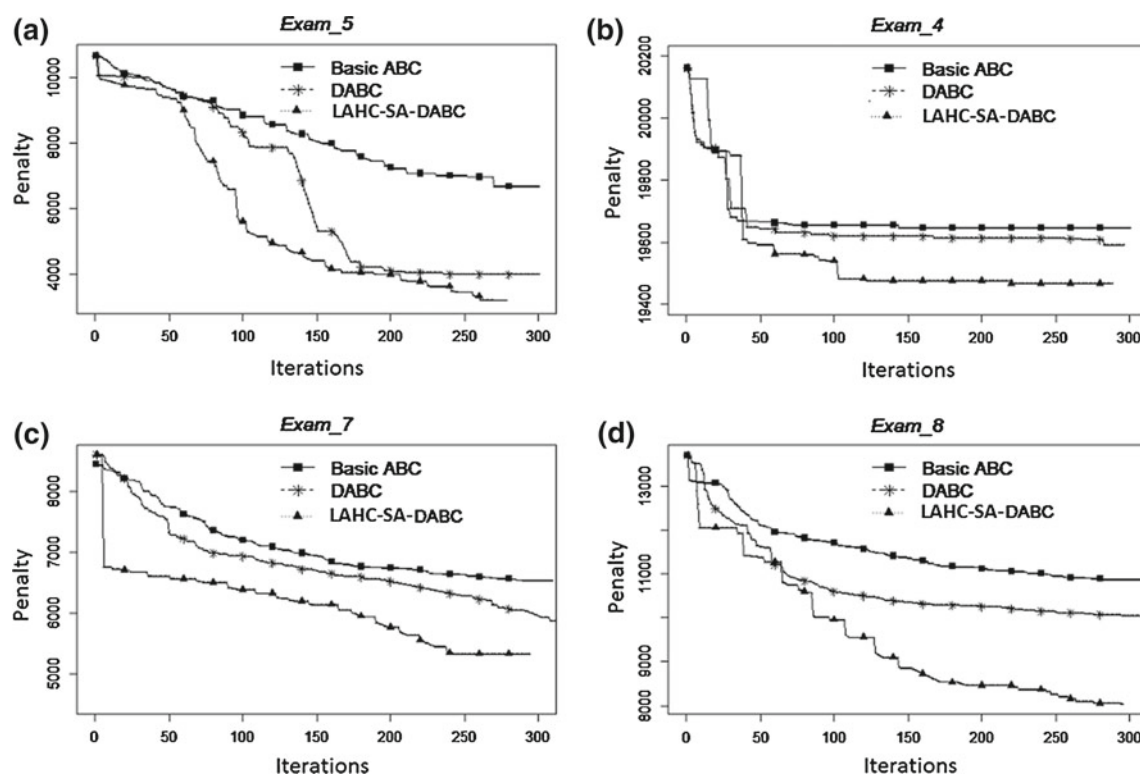 (a)
Exam_5
Basic ABC
DABC
LAHC-SA-DABC
Penalty
10000
8000
6000
4000
0 50 100 150 200 250 300
Iterations
(b)
Exam_4
Basic ABC
DABC
LAHC-SA-DABC
Penalty
20200
20000
19800
19600
19400
0 50 100 150 200 250 300
Iterations
(c)
Exam_7
Basic ABC
DABC
LAHC-SA-DABC
Penalty
8000
7000
6000
5000
0 50 100 150 200 250 300
Iterations
(d)
Exam_8
Basic ABC
DABC
LAHC-SA-DABC
Penalty
13000
11000
9000
8000
0 50 100 150 200 250 300
Iterations